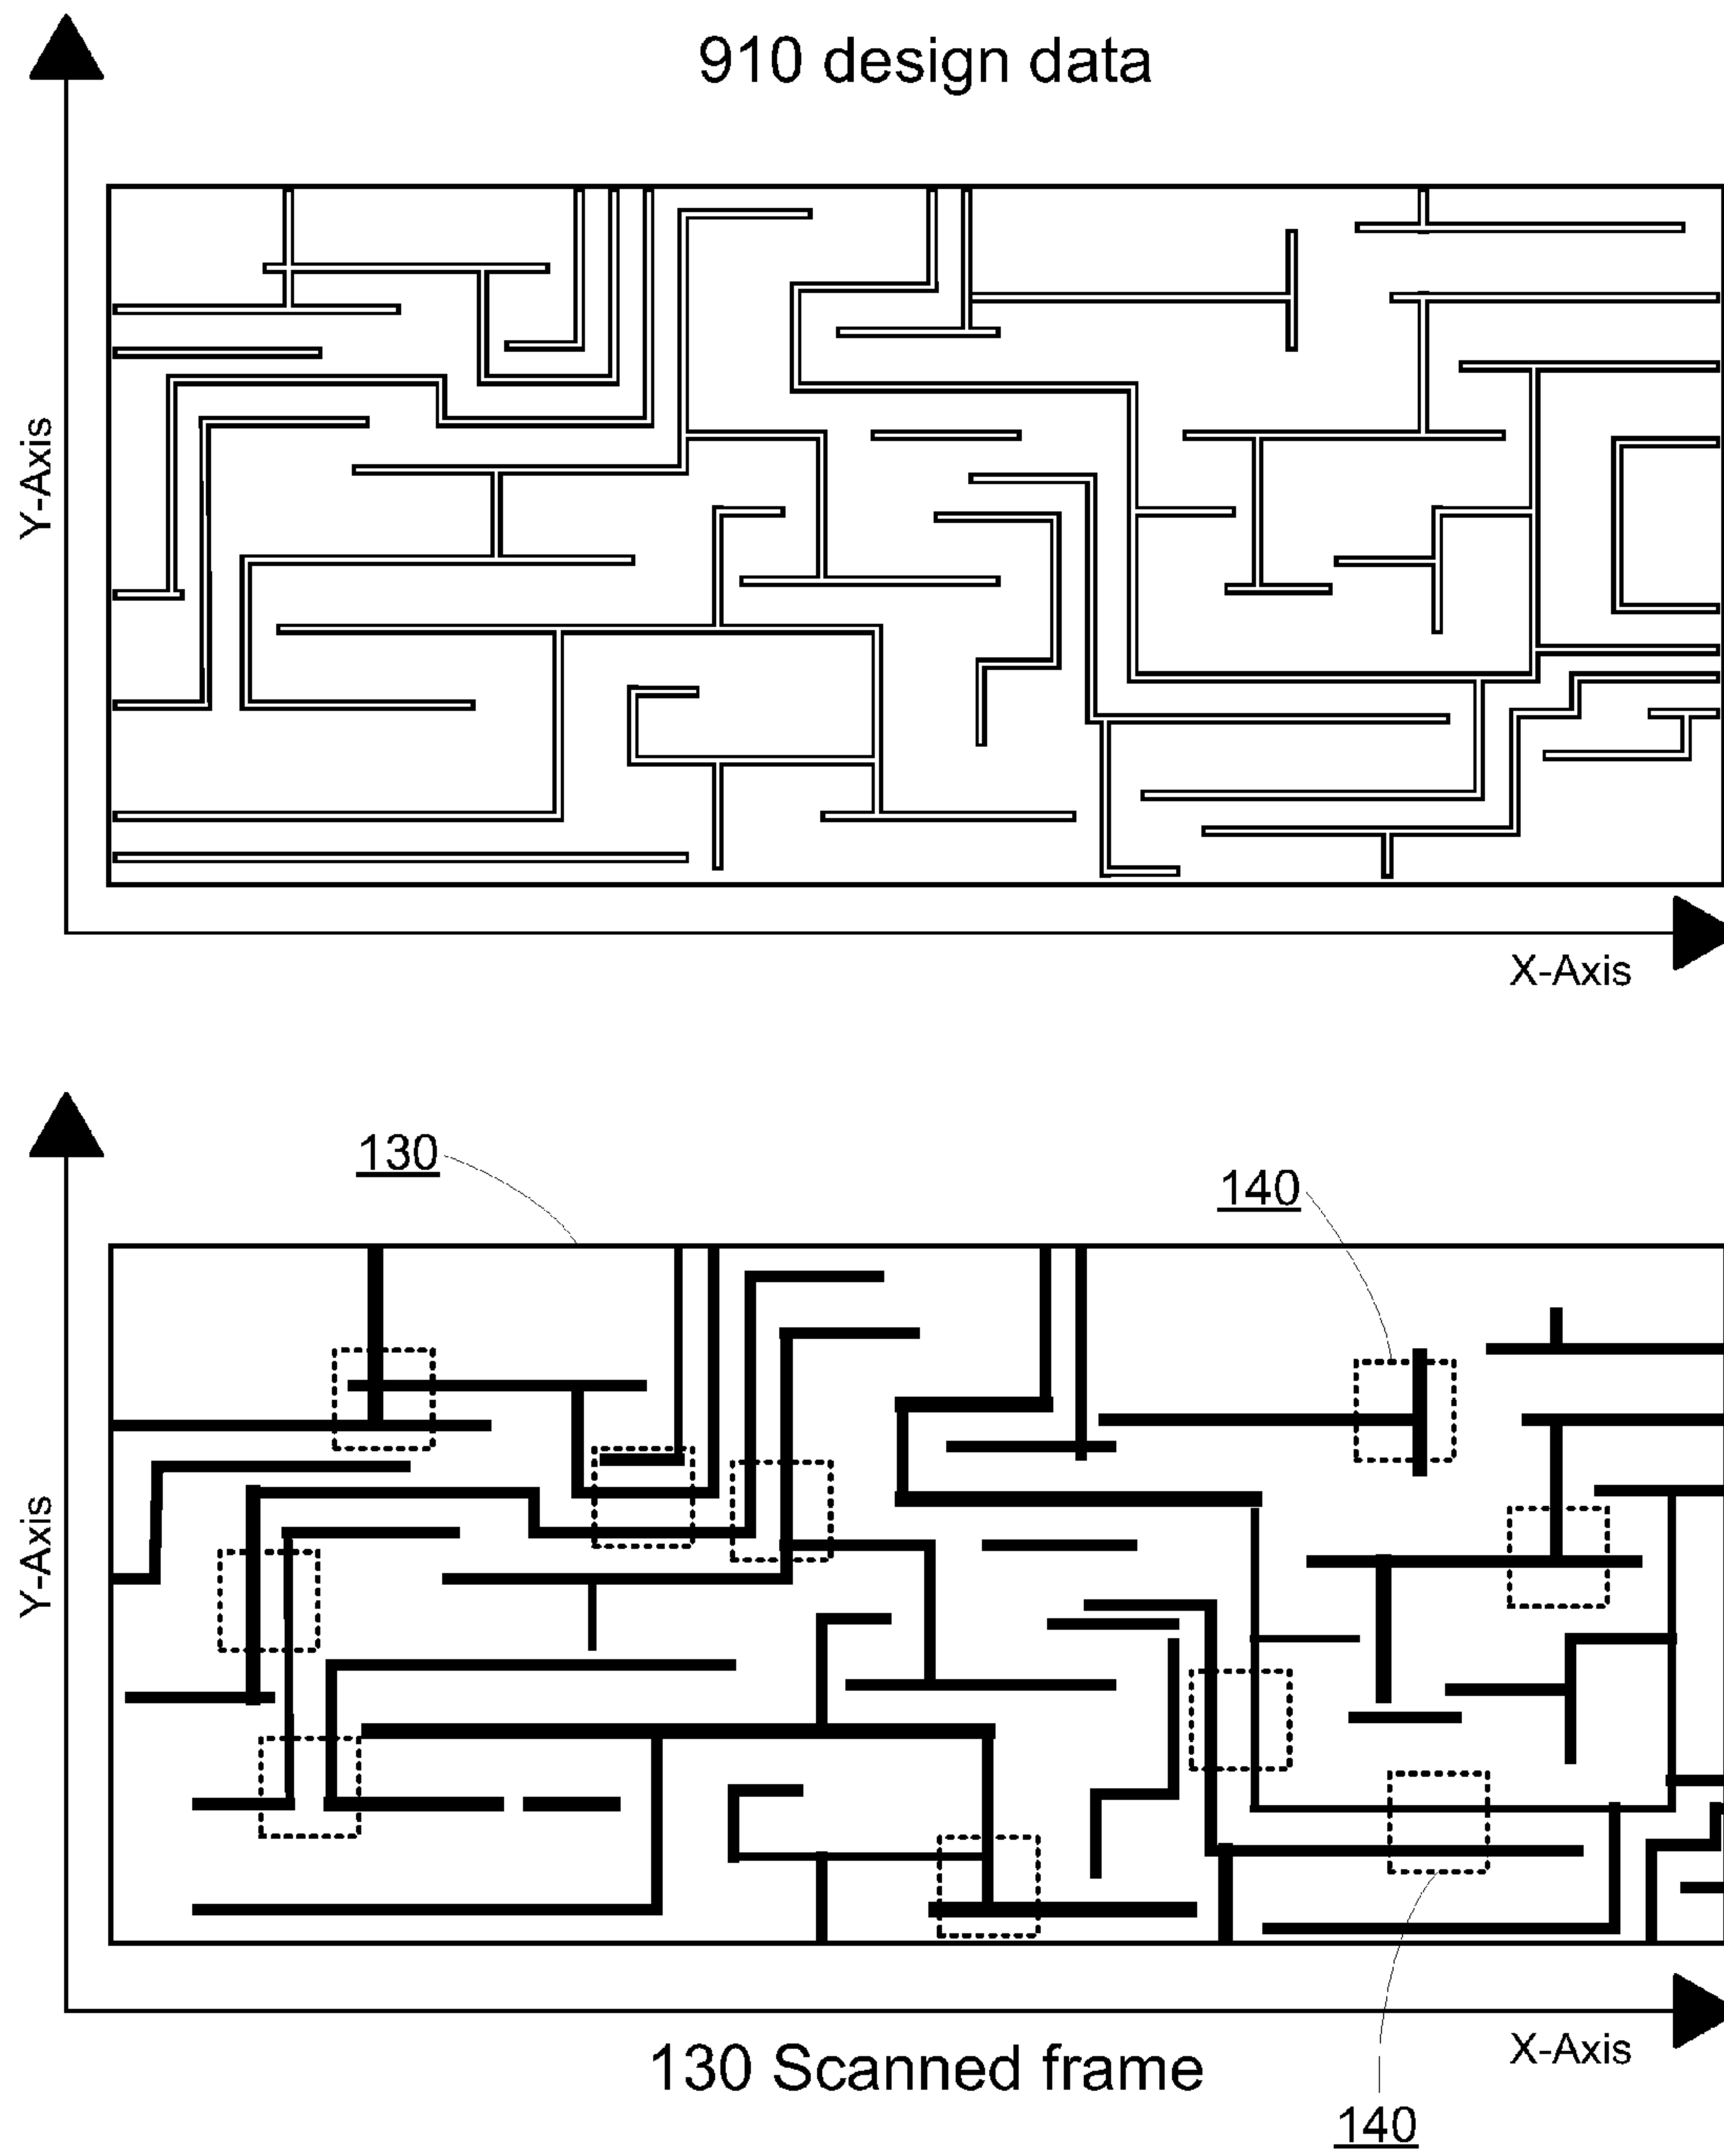 910 design data
Y-Axis
X-Axis
130
140
Y-Axis
X-Axis
130 Scanned frame
140